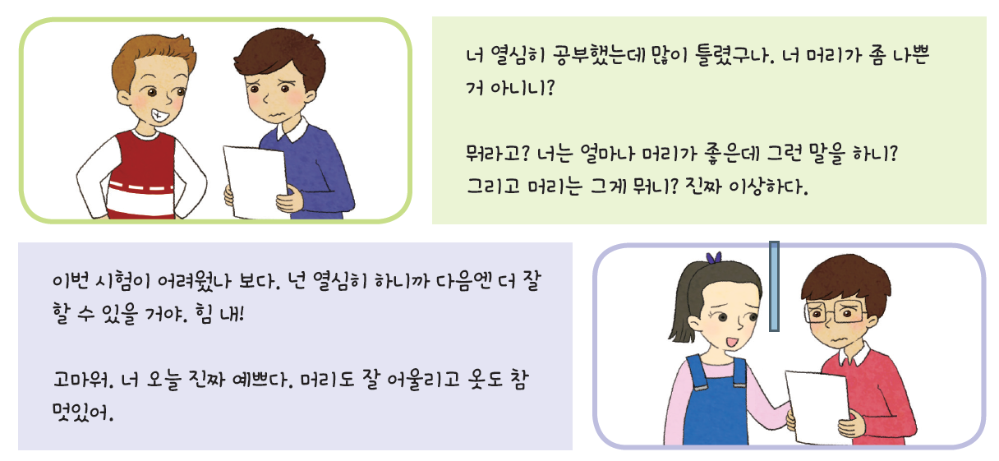 너 열심히 공부했는데 많이 틀렸구나. 너 머리가 좀 나쁜
거 아니니?
뭐라고? 너는 얼마나 머리가 좋은데 그런 말을 하니?
그리고 머리는 그게 뭐니? 진짜 이상하다.
이번 시험이 어려웠나 보다. 넌 열심히 하니까 다음엔 더 잘
할 수 있을 거야. 힘 내!
고마워. 너 오늘 진짜 예쁘다. 머리도 잘 어울리고 옷도 참
멋있어.